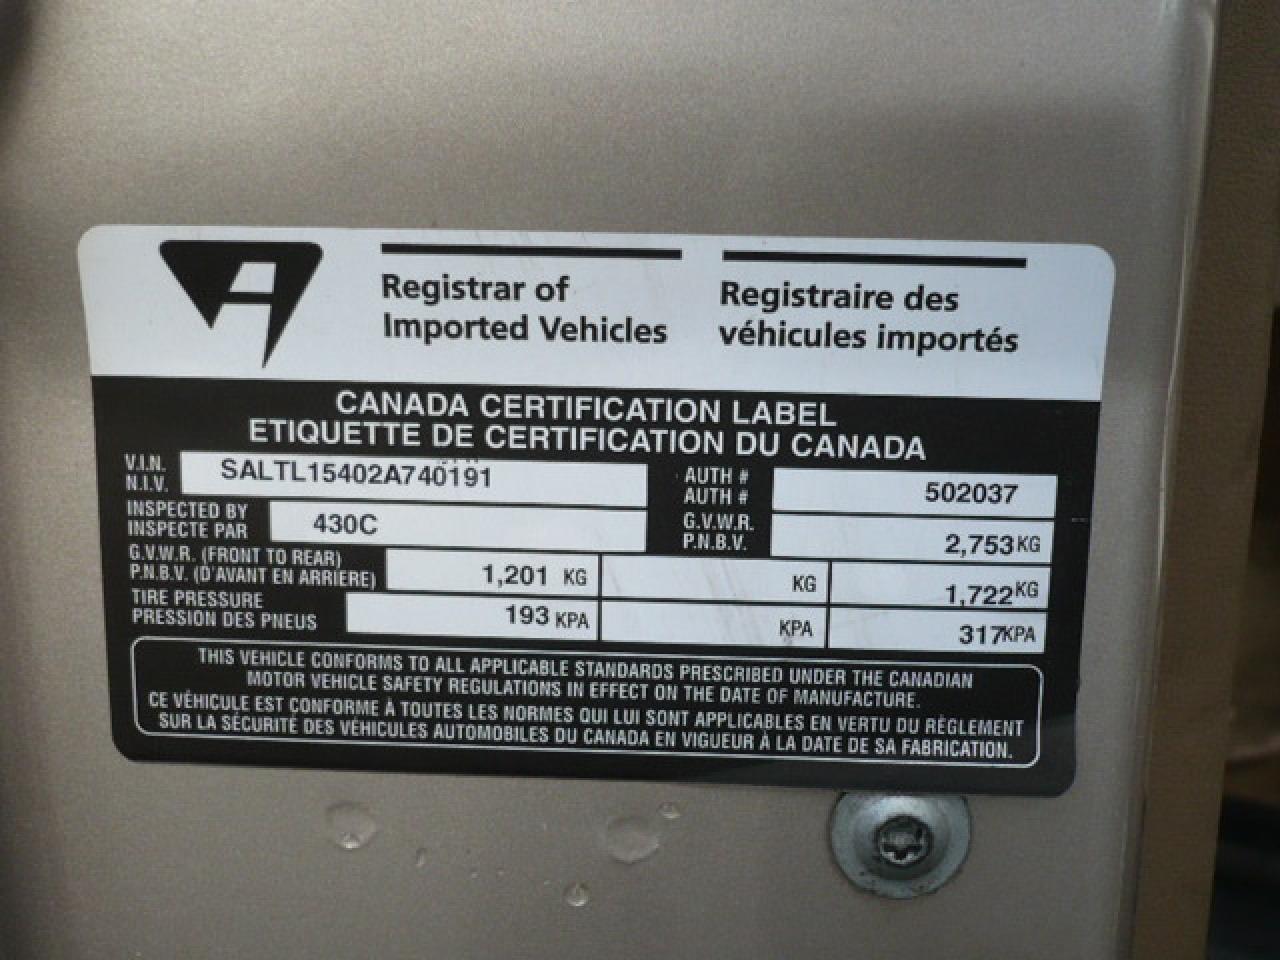 Registrar of
Imported Vehicles
Registraire des
véhicules importés
CANADA CERTIFICATION LABEL
ETIQUETTE DE CERTIFICATION DU CANADA
V.I.N.
N.I.V.
SALTL15402A740191
AUTH #
AUTH #
502037
INSPECTED BY
INSPECTE PAR
430C
G.V.W.R.
P.N.B.V.
2,753 KG
G.V.W.R. (FRONT TO REAR)
P.N.B.V. (D'AVANT EN ARRIERE)
1,201 KG
KG
1,722 KG
TIRE PRESSURE
PRESSION DES PNEUS
193 KPA
KPA
317 KPA
THIS VEHICLE CONFORMS TO ALL APPLICABLE STANDARDS PRESCRIBED UNDER THE CANADIAN
MOTOR VEHICLE SAFETY REGULATIONS IN EFFECT ON THE DATE OF MANUFACTURE.
CE VÉHICULE EST CONFORME À TOUTES LES NORMES QUI LUI SONT APPLICABLES EN VERTU DU RÈGLEMENT
SUR LA SÉCURITÉ DES VÉHICULES AUTOMOBILES DU CANADA EN VIGUEUR À LA DATE DE SA FABRICATION.